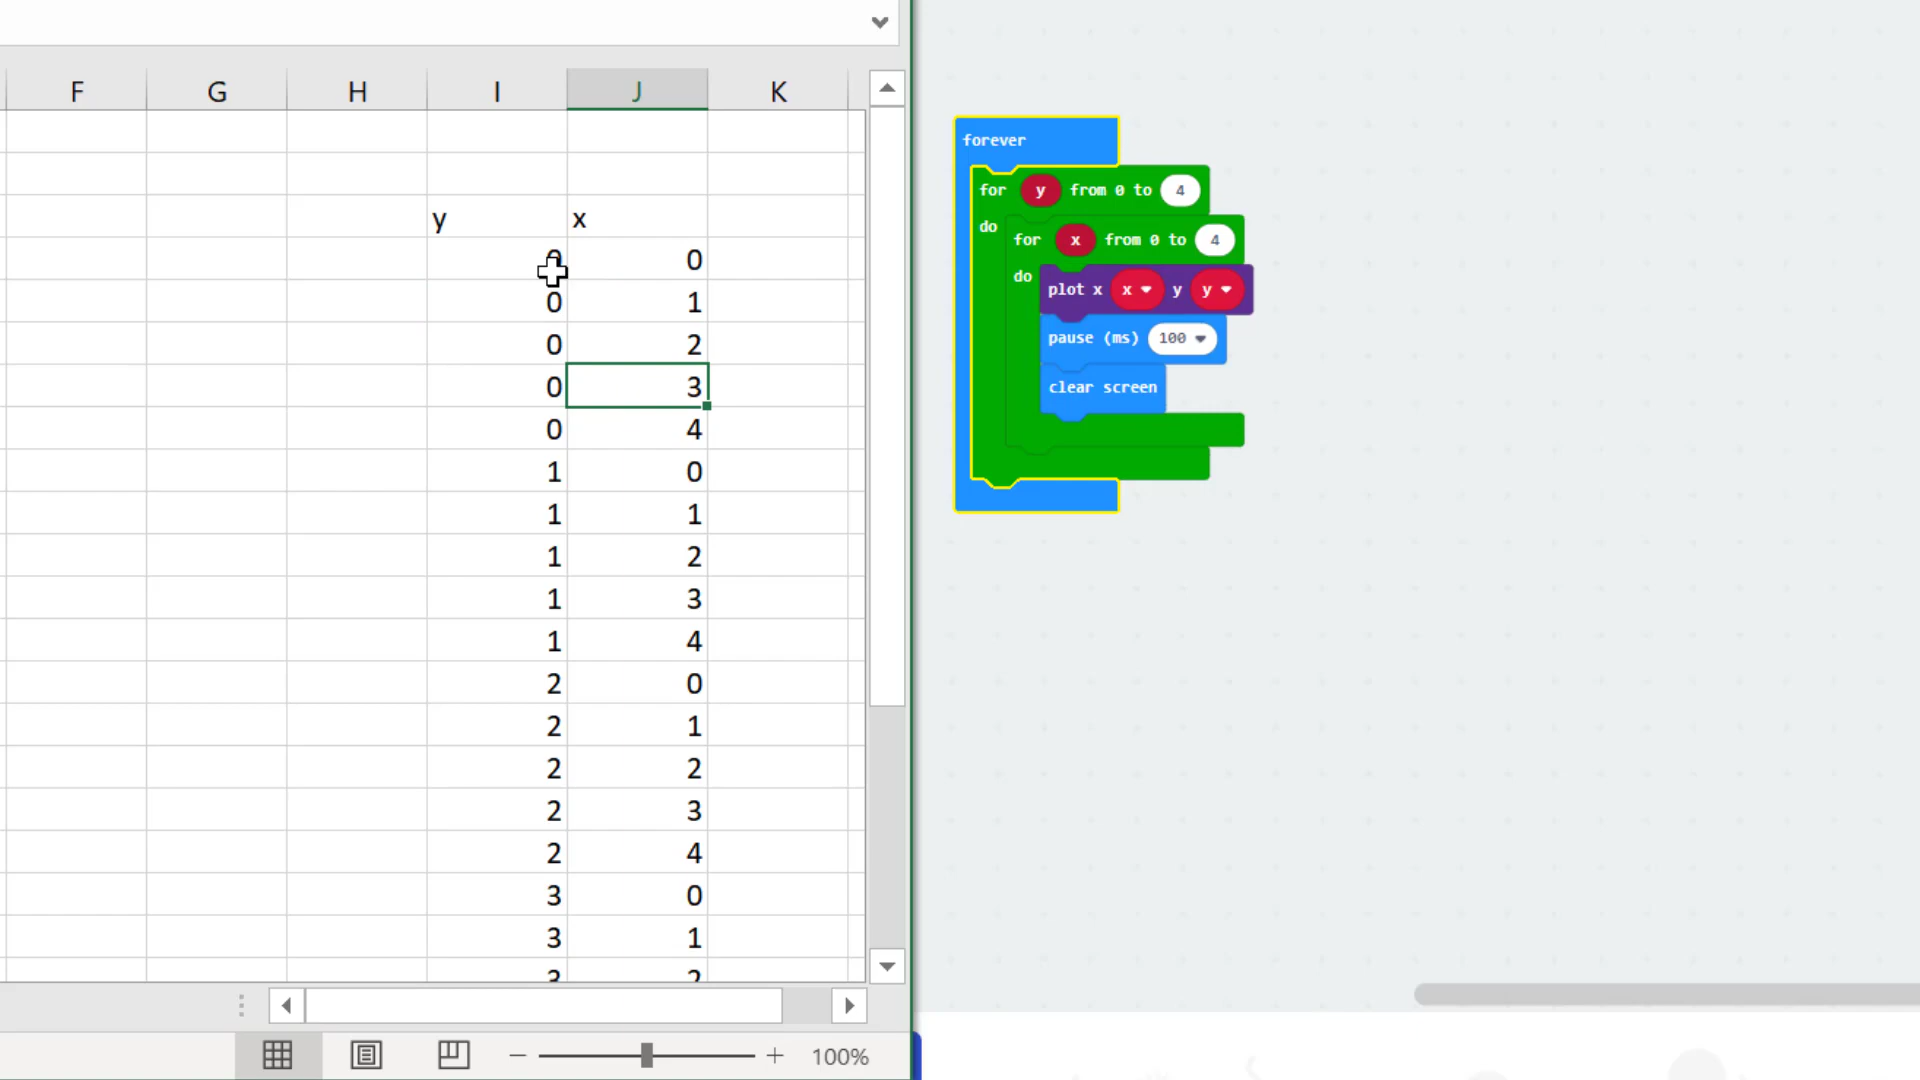 F G H I J K
y x
0 0
0 1
0 2
0 3
0 4
1 0
1 1
1 2
1 3
1 4
2 0
2 1
2 2
2 3
2 4
3 0
3 1
3 2
100%
forever
for y from 0 to 4
do for x from 0 to 4
do plot x x y y
pause (ms) 100
clear screen